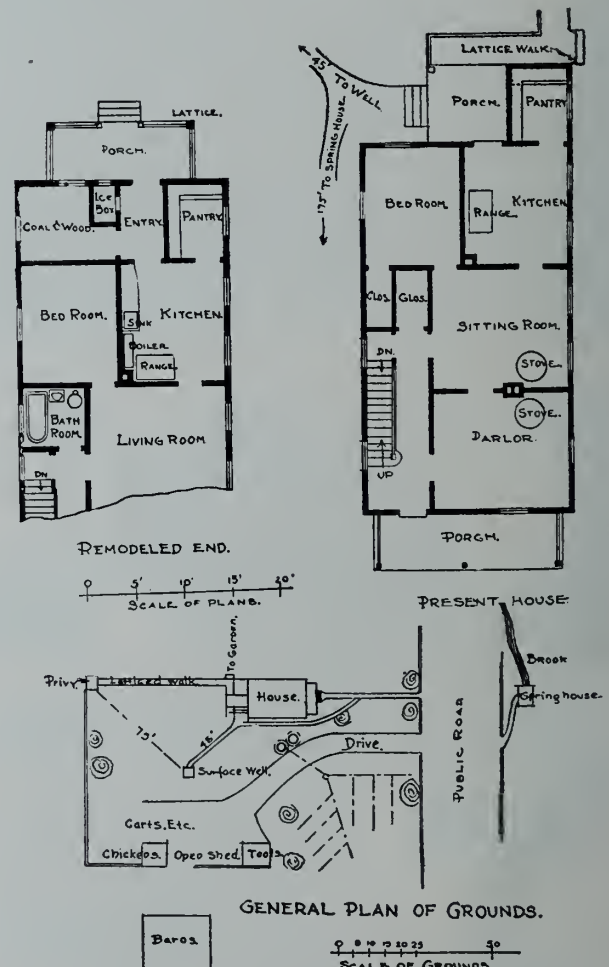 LATTICE.
PORCH.
ICE
BOX
COAL & WOOD.
ENTRY
PANTRY
BED ROOM.
KITCHEN.
SINK
BOILER
RANGE.
BATH
ROOM.
LIVING ROOM
DN
REMODELED END.
0 5' 10' 15' 20'
SCALE OF PLANS.
LATTICE WALK.
45' TO WELL
175' TO SPRING HOUSE.
PORCH.
PANTRY
BED ROOM.
KITCHEN
RANGE.
CLOS.
CLOS.
SITTING ROOM.
DN.
STOVE.
STOVE.
PARLOR.
UP
PORCH.
PRESENT HOUSE.
To Garden.
Privy.
Latticed Walk.
House.
75'
45'
Surface Well.
Drive.
PUBLIC ROAD
Brook
Spring house.
Carts, Etc.
Chickens.
Open Shed.
Tools.
GENERAL PLAN OF GROUNDS.
Barns.
0 5 10 15 20 25 50
SCALE OF GROUNDS